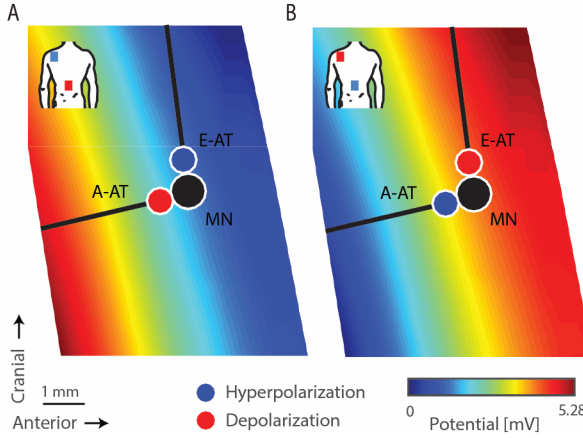 A
B
E-AT
A-AT
MN
E-AT
A-AT
MN
Cranial →
1 mm
Anterior →
Hyperpolarization
Depolarization
0
5.28
Potential [mV]